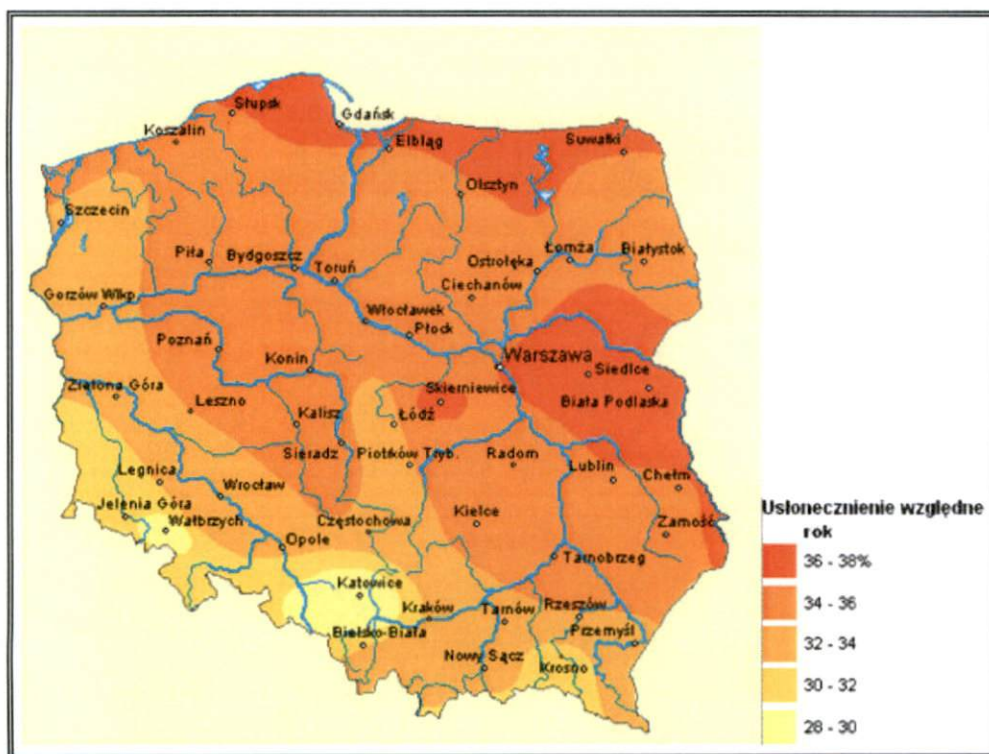 Słupsk
Gdańsk
Koszalin
Elbląg
Suwałki
Olsztyn
Szczecin
Piła
Bydgoszcz
Toruń
Ostrołęka
Łomża
Białystok
Ciechanów
Gorzów Wlkp.
Włocławek
Płock
Poznań
Konin
Warszawa
Siedlce
Zielona Góra
Skierniewice
Biała Podlaska
Leszno
Kalisz
Łódź
Sieradz
Piotrków Tryb.
Radom
Lublin
Chełm
Legnica
Wrocław
Jelenia Góra
Wałbrzych
Częstochowa
Kielce
Zamość
Opole
Tarnobrzeg
Katowice
Kraków
Tarnów
Rzeszów
Bielsko-Biała
Przemyśl
Nowy Sącz
Krosno
Usłonecznienie względne
rok
36 - 38%
34 - 36
32 - 34
30 - 32
28 - 30